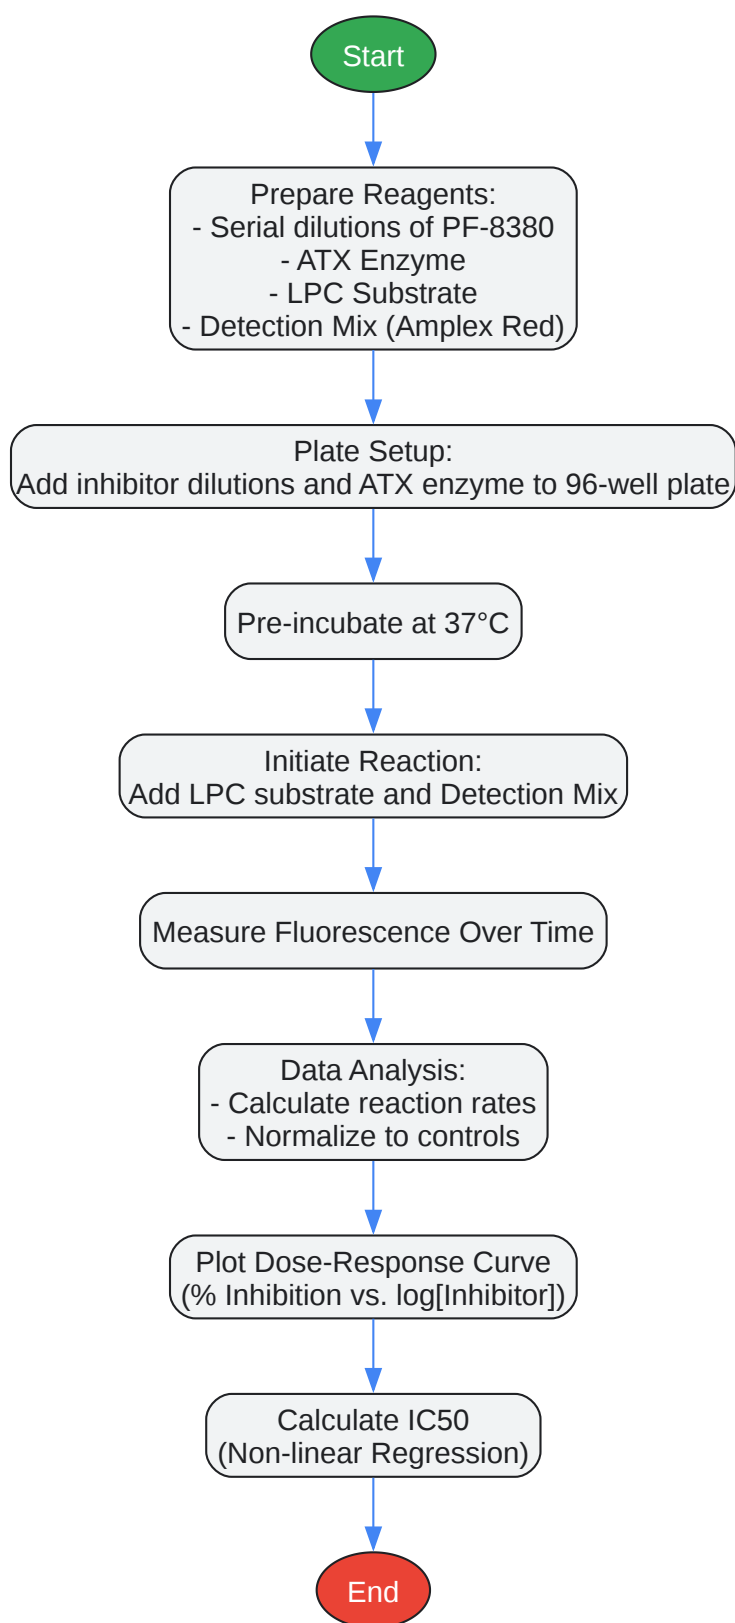 Start
Prepare Reagents:
- Serial dilutions of PF-8380
- ATX Enzyme
- LPC Substrate
- Detection Mix (Amplex Red)
Plate Setup:
Add inhibitor dilutions and ATX enzyme to 96-well plate
Pre-incubate at 37°C
Initiate Reaction:
Add LPC substrate and Detection Mix
Measure Fluorescence Over Time
Data Analysis:
- Calculate reaction rates
- Normalize to controls
Plot Dose-Response Curve
(% Inhibition vs. log[Inhibitor])
Calculate IC50
(Non-linear Regression)
End